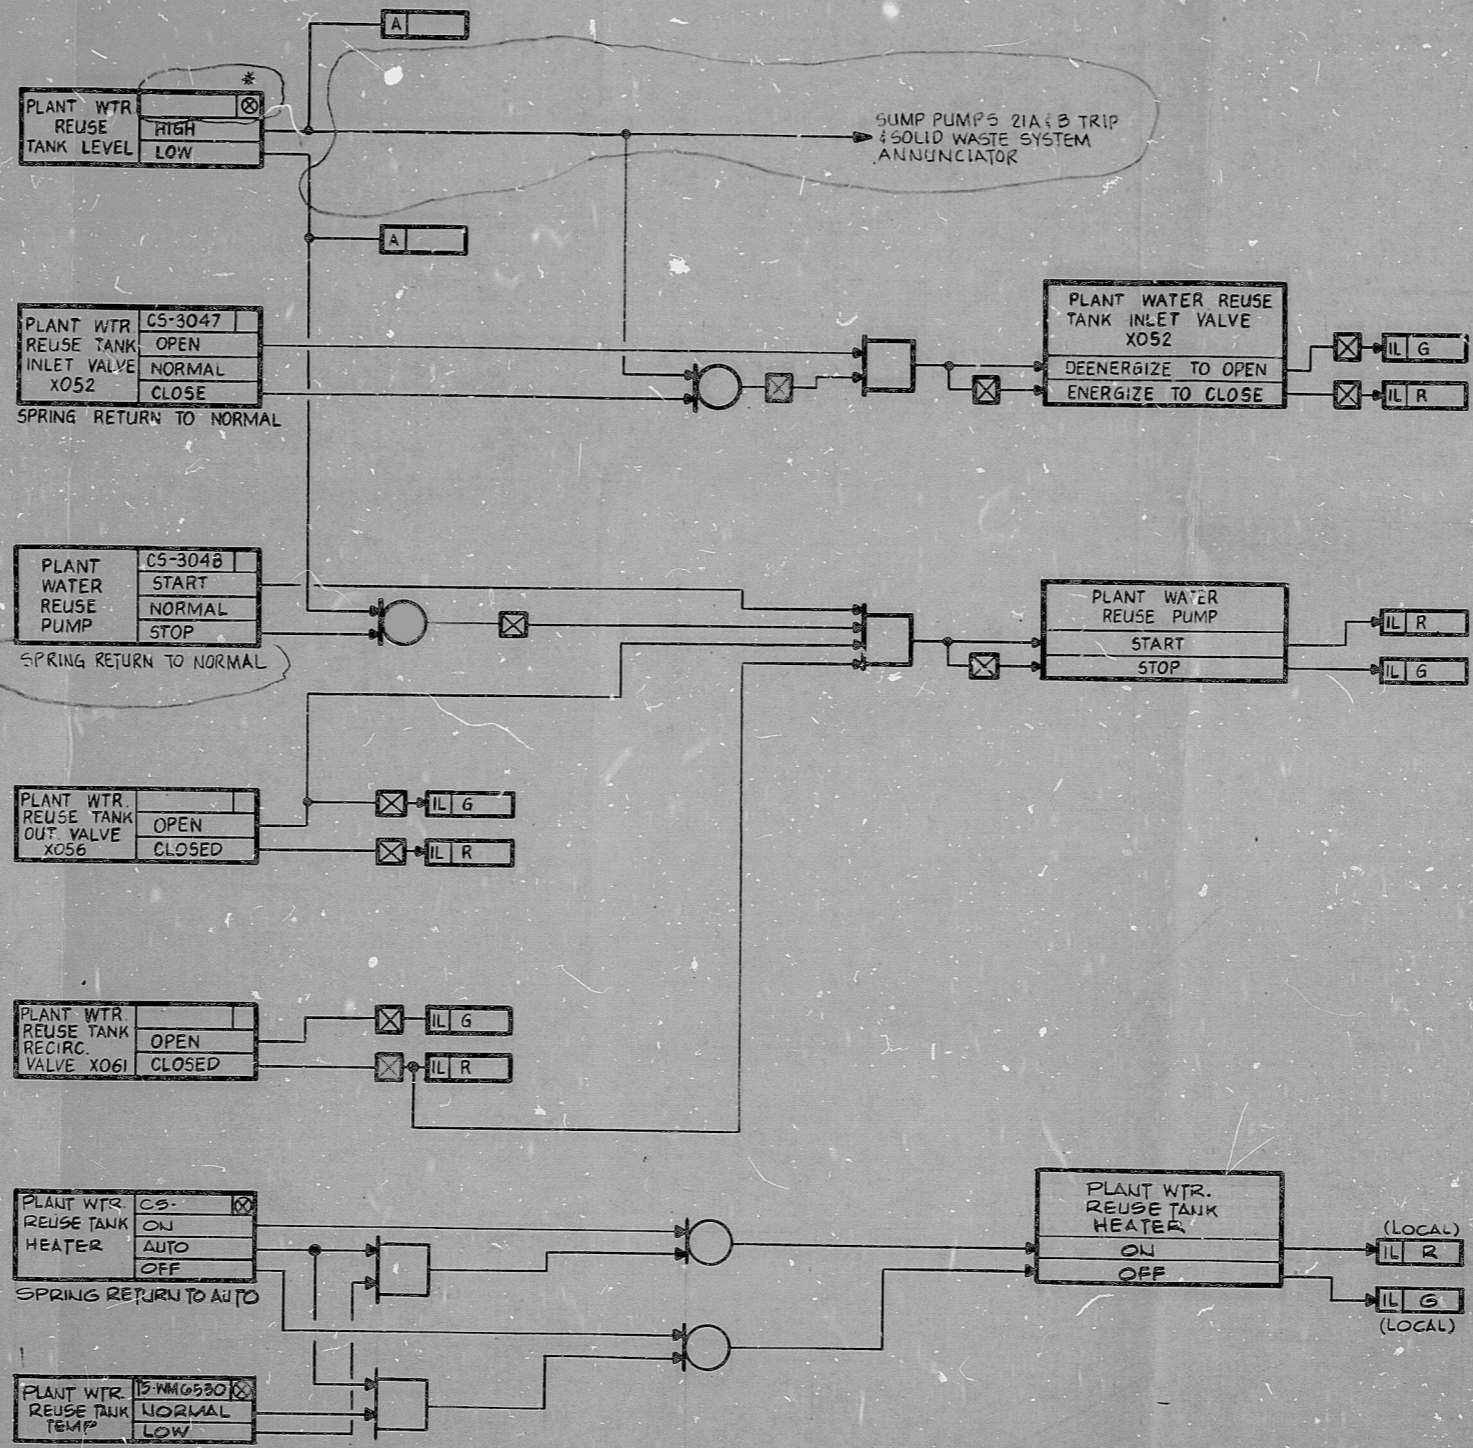 A
PLANT WTR
REUSE
TANK LEVEL
*
HIGH
LOW
SUMP PUMPS 21A & B TRIP
& SOLID WASTE SYSTEM
ANNUNCIATOR
A
PLANT WTR
REUSE TANK
INLET VALVE
X052
CS-3047
OPEN
NORMAL
CLOSE
SPRING RETURN TO NORMAL
PLANT WATER REUSE
TANK INLET VALVE
X052
DEENERGIZE TO OPEN
ENERGIZE TO CLOSE
IL G
IL R
PLANT
WATER
REUSE
PUMP
CS-3048
START
NORMAL
STOP
SPRING RETURN TO NORMAL
PLANT WATER
REUSE PUMP
START
STOP
IL R
IL G
PLANT WTR.
REUSE TANK
OUT. VALVE
X056
OPEN
CLOSED
IL G
IL R
PLANT WTR.
REUSE TANK
RECIRC.
VALVE X061
OPEN
CLOSED
IL G
IL R
PLANT WTR.
REUSE TANK
HEATER
CS-
ON
AUTO
OFF
SPRING RETURN TO AUTO
PLANT WTR.
REUSE TANK
HEATER
ON
OFF
(LOCAL)
IL R
IL G
(LOCAL)
PLANT WTR.
REUSE TANK
TEMP
TS-WM6530
NORMAL
LOW